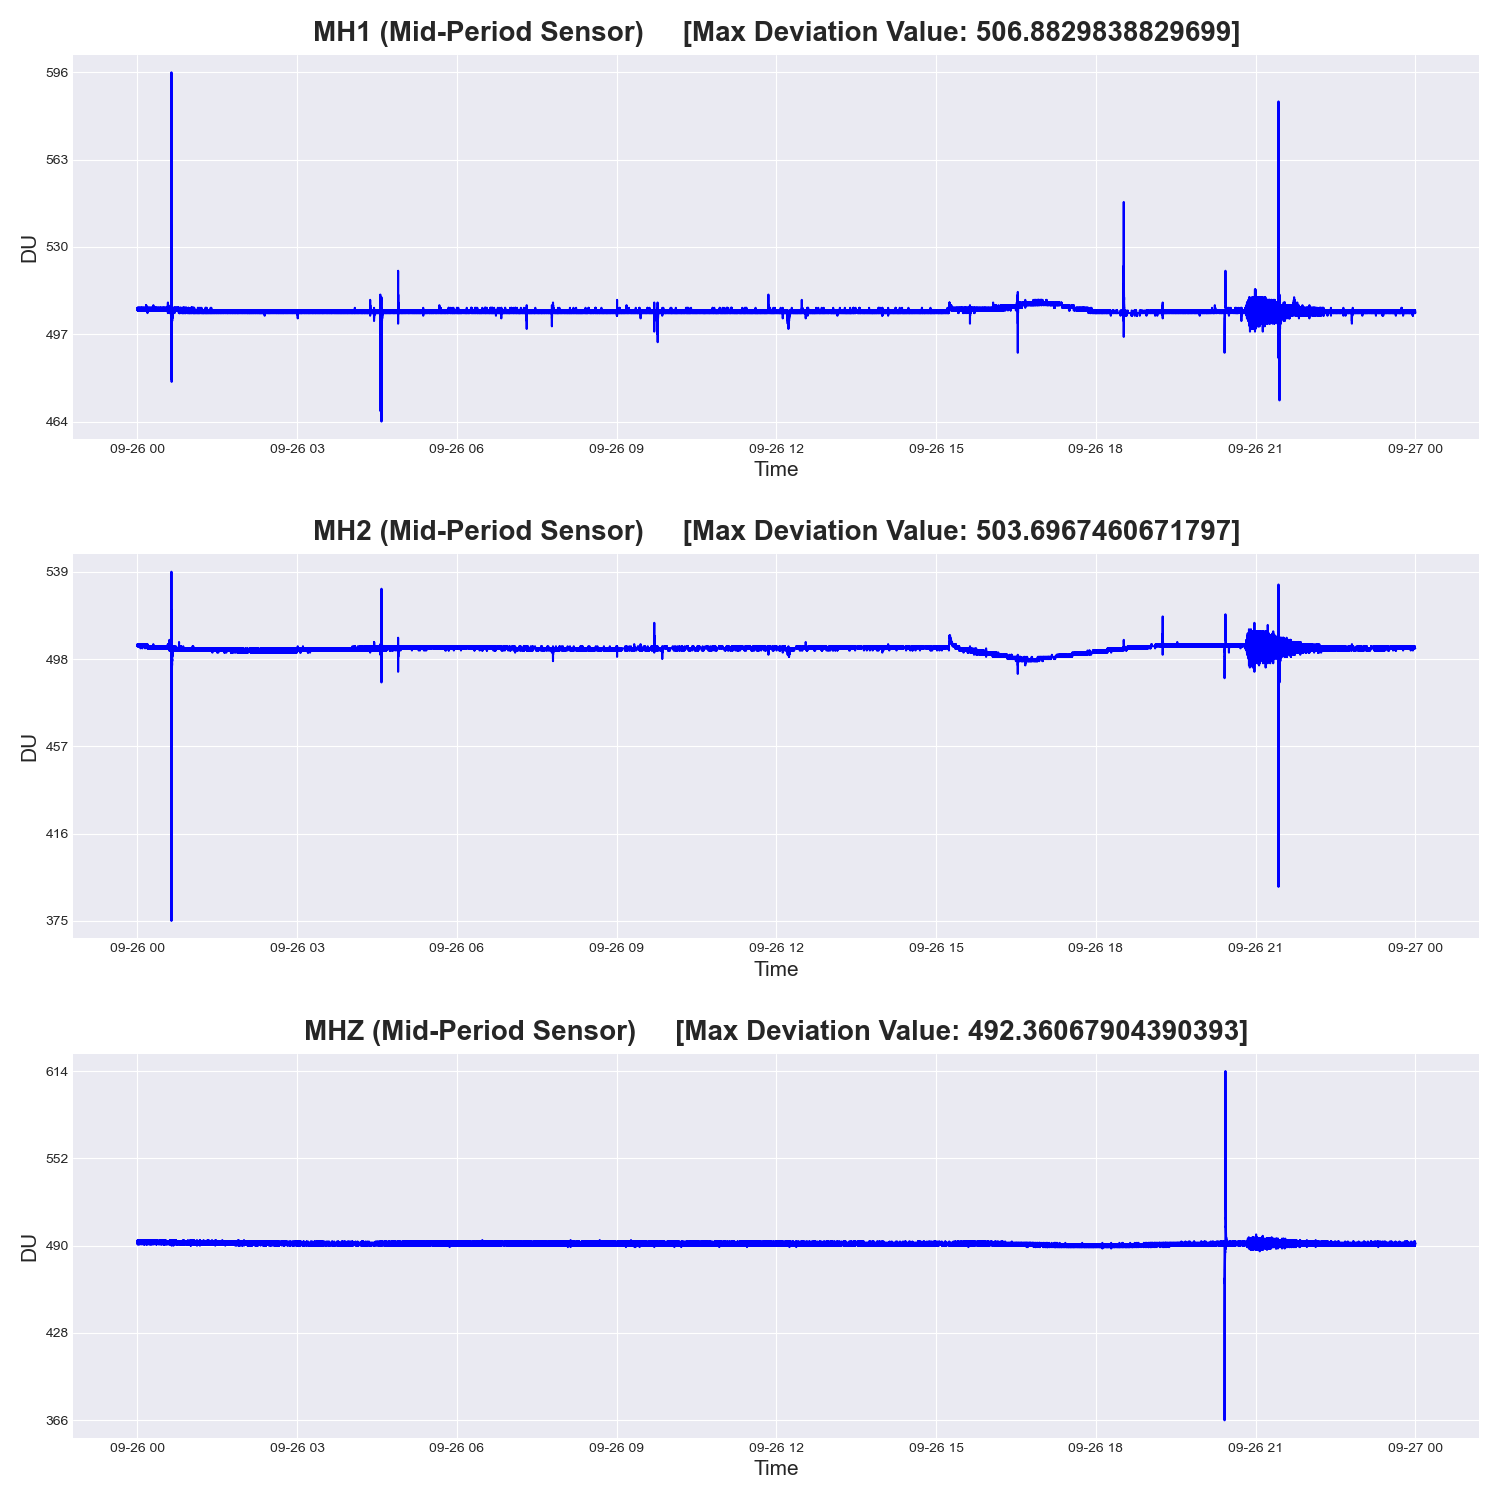 MH1 (Mid-Period Sensor) [Max Deviation Value: 506.8829838829699]
596
563
530
497
464
DU
09-26 00 09-26 03 09-26 06 09-26 09 09-26 12 09-26 15 09-26 18 09-26 21 09-27 00
Time
MH2 (Mid-Period Sensor) [Max Deviation Value: 503.6967460671797]
539
498
457
416
375
DU
09-26 00 09-26 03 09-26 06 09-26 09 09-26 12 09-26 15 09-26 18 09-26 21 09-27 00
Time
MHZ (Mid-Period Sensor) [Max Deviation Value: 492.36067904390393]
614
552
490
428
366
DU
09-26 00 09-26 03 09-26 06 09-26 09 09-26 12 09-26 15 09-26 18 09-26 21 09-27 00
Time